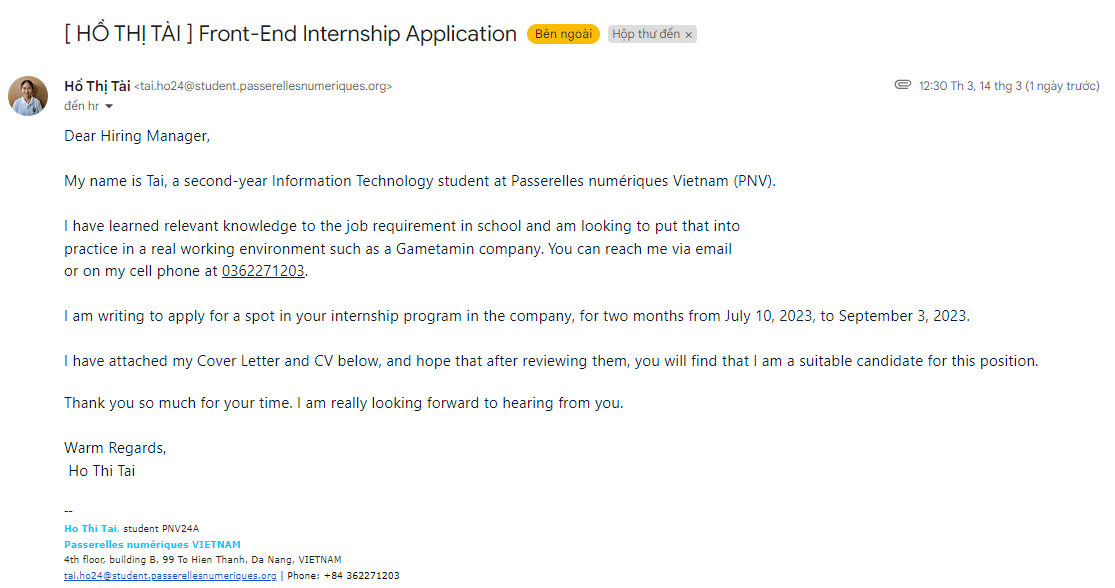 [ HỒ THỊ TÀI ] Front-End Internship Application Bên ngoài Hộp thư đến ×
Hồ Thị Tài <tai.ho24@student.passerellesnumeriques.org> 12:30 Th 3, 14 thg 3 (1 ngày trước)
đến hr
Dear Hiring Manager,
My name is Tai, a second-year Information Technology student at Passerelles numériques Vietnam (PNV).
I have learned relevant knowledge to the job requirement in school and am looking to put that into
practice in a real working environment such as a Gametamin company. You can reach me via email
or on my cell phone at 0362271203.
I am writing to apply for a spot in your internship program in the company, for two months from July 10, 2023, to September 3, 2023.
I have attached my Cover Letter and CV below, and hope that after reviewing them, you will find that I am a suitable candidate for this position.
Thank you so much for your time. I am really looking forward to hearing from you.
Warm Regards,
Ho Thi Tai
--
Ho Thi Tai, student PNV24A
Passerelles numériques VIETNAM
4th floor, building B, 99 To Hien Thanh, Da Nang, VIETNAM
tai.ho24@student.passerellesnumeriques.org | Phone: +84 362271203